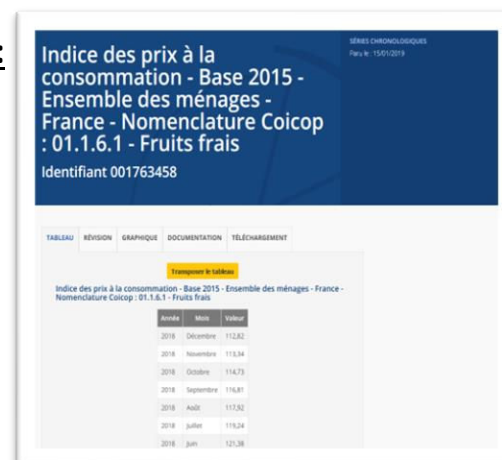 :
Indice des prix à la
consommation - Base 2015 -
Ensemble des ménages -
France - Nomenclature Coicop
: 01.1.6.1 - Fruits frais
Identifiant 001763458
SÉRIES CHRONOLOGIQUES
Paru le : 15/01/2019
TABLEAU RÉVISION GRAPHIQUE DOCUMENTATION TÉLÉCHARGEMENT
Transposer le tableau
Indice des prix à la consommation - Base 2015 - Ensemble des ménages - France -
Nomenclature Coicop : 01.1.6.1 - Fruits frais
Année Mois Valeur
2018 Décembre 112,82
2018 Novembre 113,34
2018 Octobre 114,73
2018 Septembre 116,81
2018 Août 117,92
2018 Juillet 119,24
2018 Juin 121,38